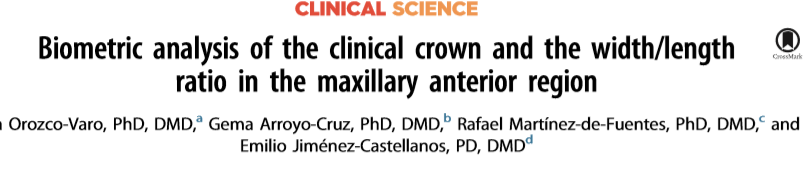 CLINICAL SCIENCE
Biometric analysis of the clinical crown and the width/length
ratio in the maxillary anterior region
CrossMark
Orozco-Varo, PhD, DMD,a Gema Arroyo-Cruz, PhD, DMD,b Rafael Martínez-de-Fuentes, PhD, DMD,c and
Emilio Jiménez-Castellanos, PD, DMDd